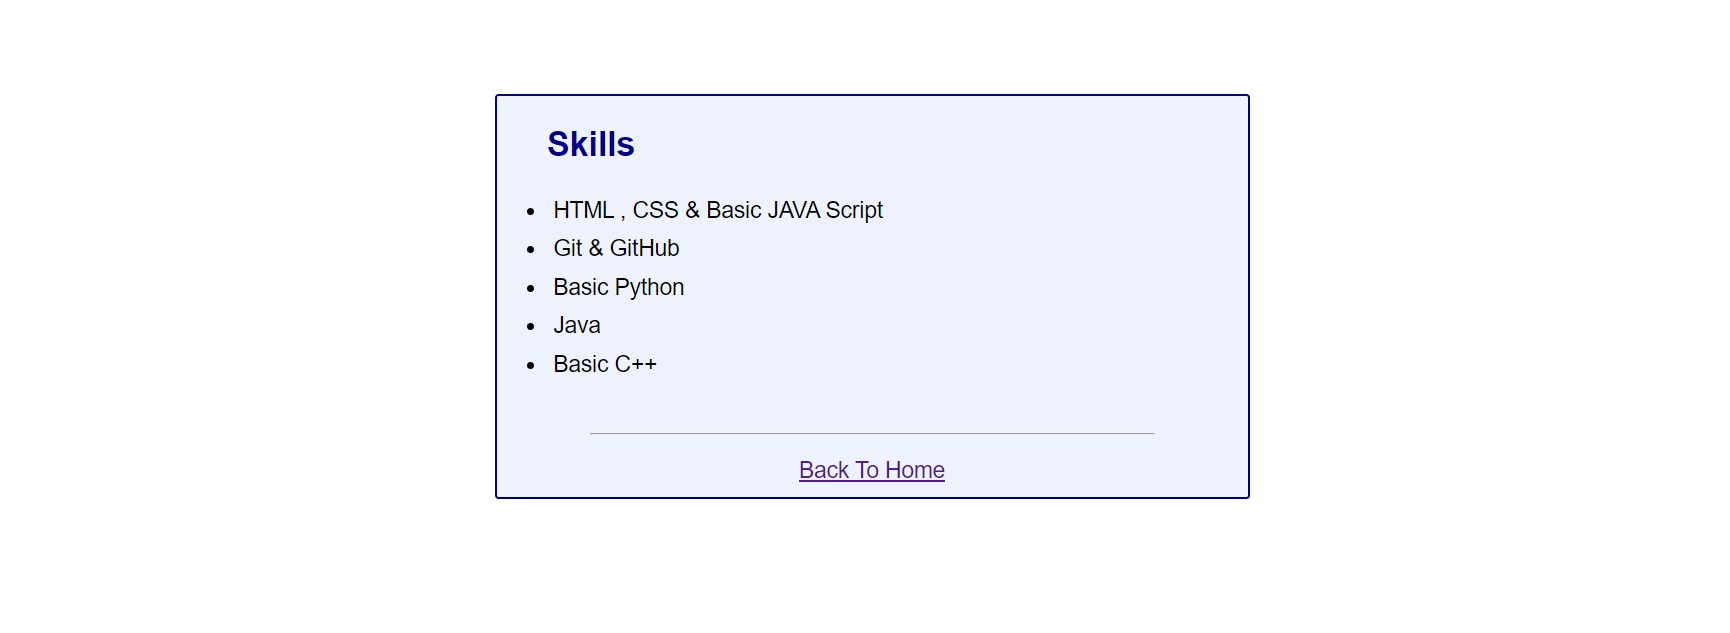 Skills
HTML , CSS & Basic JAVA Script
Git & GitHub
Basic Python
Java
Basic C++
Back To Home